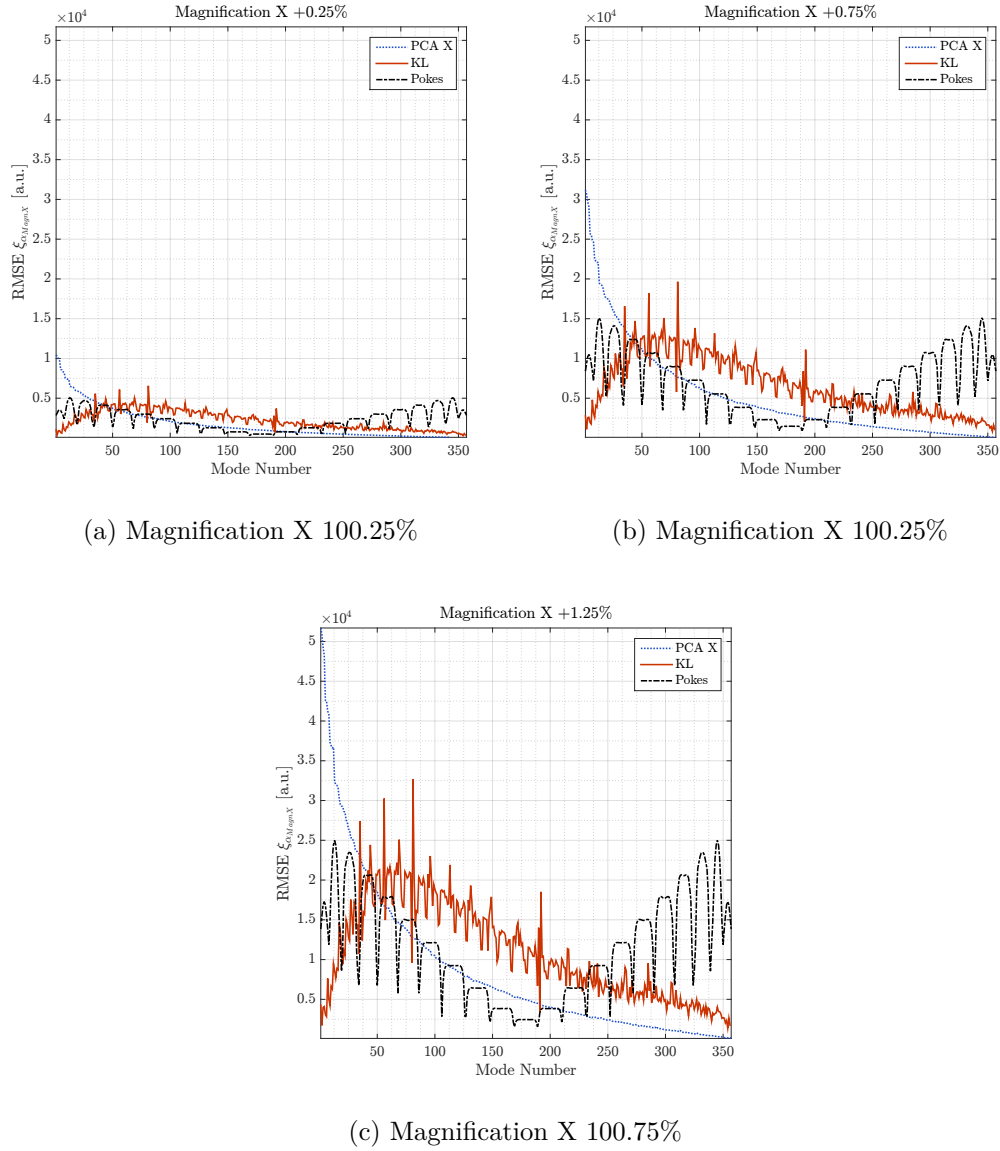 Magnification X +0.25%
×10⁴
5
4.5
4
3.5
3
2.5
2
1.5
1
0.5
RMSE ξ_{α_{MagnX}} [a.u.]
PCA X
KL
Pokes
50 100 150 200 250 300 350
Mode Number
(a) Magnification X 100.25%
Magnification X +0.75%
×10⁴
5
4.5
4
3.5
3
2.5
2
1.5
1
0.5
RMSE ξ_{α_{MagnX}} [a.u.]
PCA X
KL
Pokes
50 100 150 200 250 300 350
Mode Number
(b) Magnification X 100.25%
Magnification X +1.25%
×10⁴
5
4.5
4
3.5
3
2.5
2
1.5
1
0.5
RMSE ξ_{α_{MagnX}} [a.u.]
PCA X
KL
Pokes
50 100 150 200 250 300 350
Mode Number
(c) Magnification X 100.75%